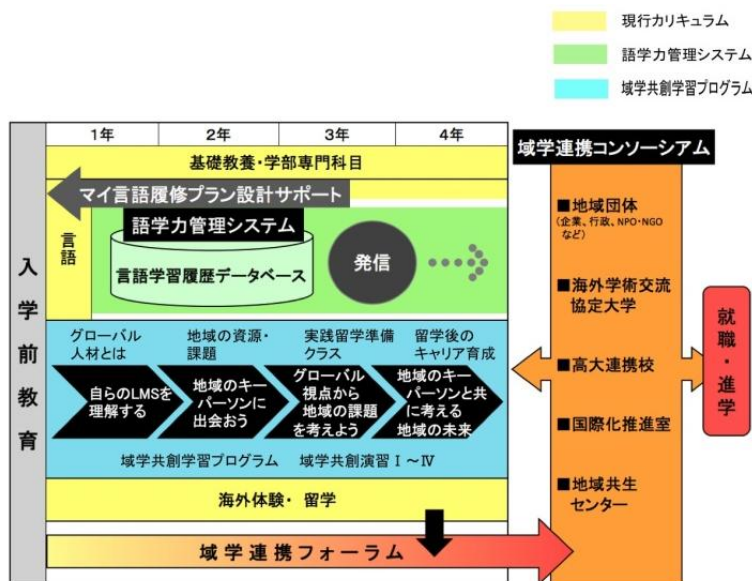 現行カリキュラム
語学力管理システム
域学共創学習プログラム
1年
2年
3年
4年
入学前教育
基礎教養・学部専門科目
マイ言語履修プラン設計サポート
言語
語学力管理システム
言語学習履歴データベース
発信
グローバル
人材とは
地域の資源・
課題
実践留学準備
クラス
留学後の
キャリア育成
自らのLMSを
理解する
地域のキー
パーソンに
出会おう
グローバル
視点から
地域の課題
を考えよう
地域のキー
パーソンと共
に考える
地域の未来
域学共創学習プログラム 域学共創演習Ⅰ～Ⅳ
海外体験・留学
域学連携フォーラム
域学連携コンソーシアム
■地域団体
(企業、行政、NPO・NGO
など)
■海外学術交流
協定大学
■高大連携校
■国際化推進室
■地域共生
センター
就職・進学